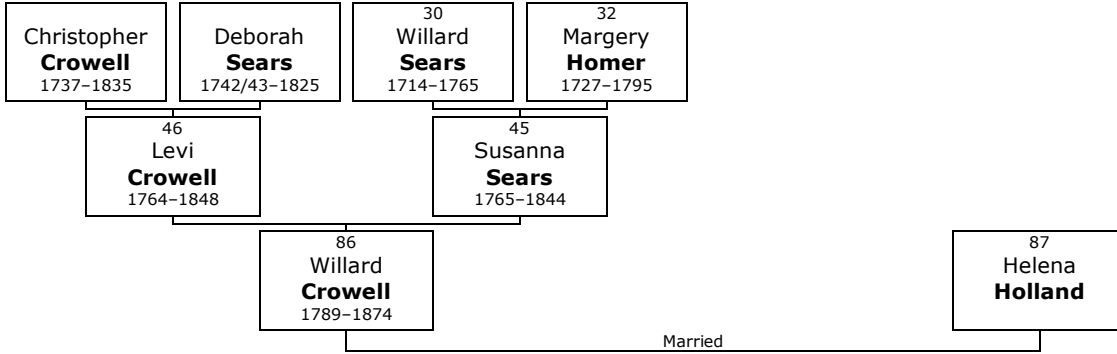 Christopher
Crowell
1737–1835
Deborah
Sears
1742/43–1825
30
Willard
Sears
1714–1765
32
Margery
Homer
1727–1795
46
Levi
Crowell
1764–1848
45
Susanna
Sears
1765–1844
86
Willard
Crowell
1789–1874
87
Helena
Holland
Married